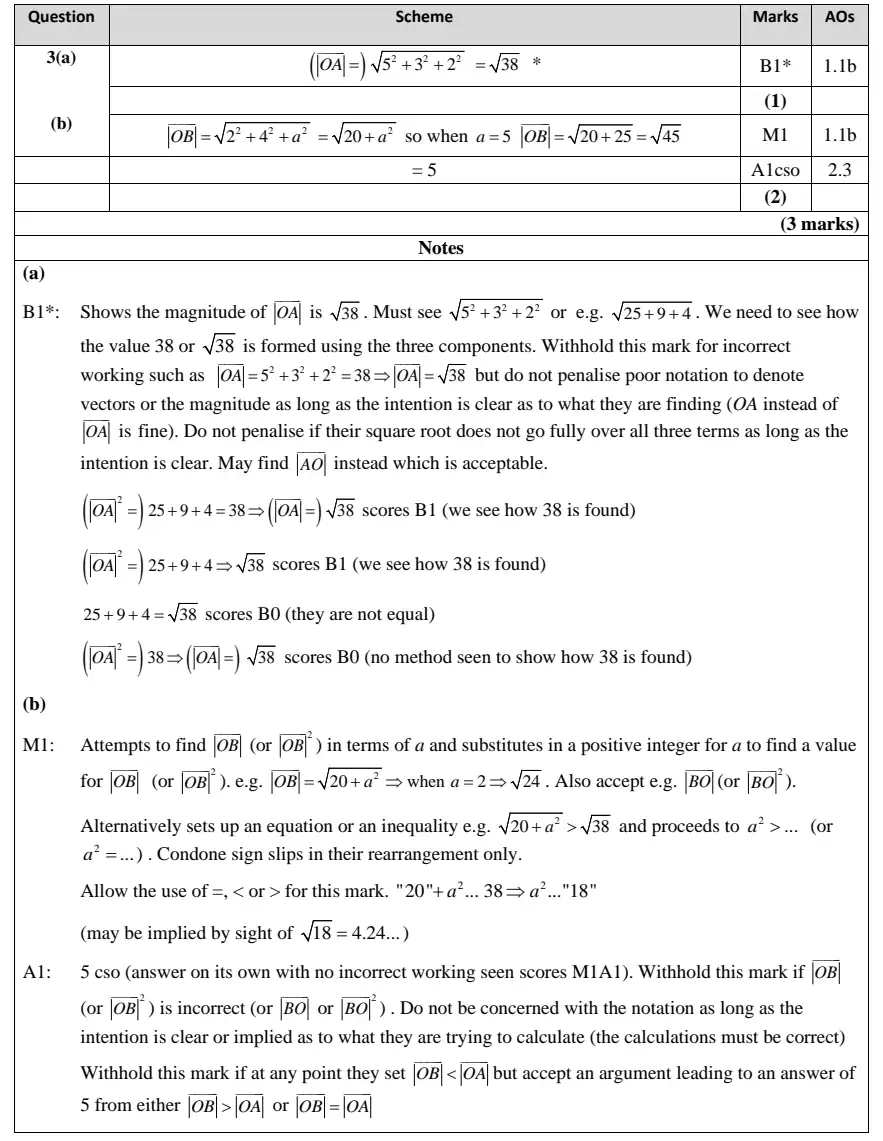 Question Scheme Marks AOs
3(a) (|OA| =) √(5² + 3² + 2²) = √38 * B1* 1.1b
(1)
(b) |OB| = √(2² + 4² + a²) = √(20 + a²) so when a = 5 |OB| = √(20 + 25) = √45 M1 1.1b
= 5 A1cso 2.3
(2)
(3 marks)
Notes
(a)
B1*: Shows the magnitude of |OA| is √38 . Must see √(5² + 3² + 2²) or e.g. √(25 + 9 + 4) . We need to see how
the value 38 or √38 is formed using the three components. Withhold this mark for incorrect
working such as |OA| = 5² + 3² + 2² = 38 ⇒ |OA| = √38 but do not penalise poor notation to denote
vectors or the magnitude as long as the intention is clear as to what they are finding (OA instead of
|OA| is fine). Do not penalise if their square root does not go fully over all three terms as long as the
intention is clear. May find |AO| instead which is acceptable.
(|OA|² =) 25 + 9 + 4 = 38 ⇒ (|OA| =) √38 scores B1 (we see how 38 is found)
(|OA|² =) 25 + 9 + 4 ⇒ √38 scores B1 (we see how 38 is found)
25 + 9 + 4 = √38 scores B0 (they are not equal)
(|OA|² =) 38 ⇒ (|OA| =) √38 scores B0 (no method seen to show how 38 is found)
(b)
M1: Attempts to find |OB| (or |OB|²) in terms of a and substitutes in a positive integer for a to find a value
for |OB| (or |OB|²). e.g. |OB| = √(20 + a²) ⇒ when a = 2 ⇒ √24 . Also accept e.g. |BO| (or |BO|²).
Alternatively sets up an equation or an inequality e.g. √(20 + a²) > √38 and proceeds to a² > ... (or
a² = ...) . Condone sign slips in their rearrangement only.
Allow the use of =, < or > for this mark. "20"+ a² ... 38 ⇒ a² ..."18"
(may be implied by sight of √18 = 4.24... )
A1: 5 cso (answer on its own with no incorrect working seen scores M1A1). Withhold this mark if |OB|
(or |OB|²) is incorrect (or |BO| or |BO|²) . Do not be concerned with the notation as long as the
intention is clear or implied as to what they are trying to calculate (the calculations must be correct)
Withhold this mark if at any point they set |OB| < |OA| but accept an argument leading to an answer of
5 from either |OB| > |OA| or |OB| = |OA|